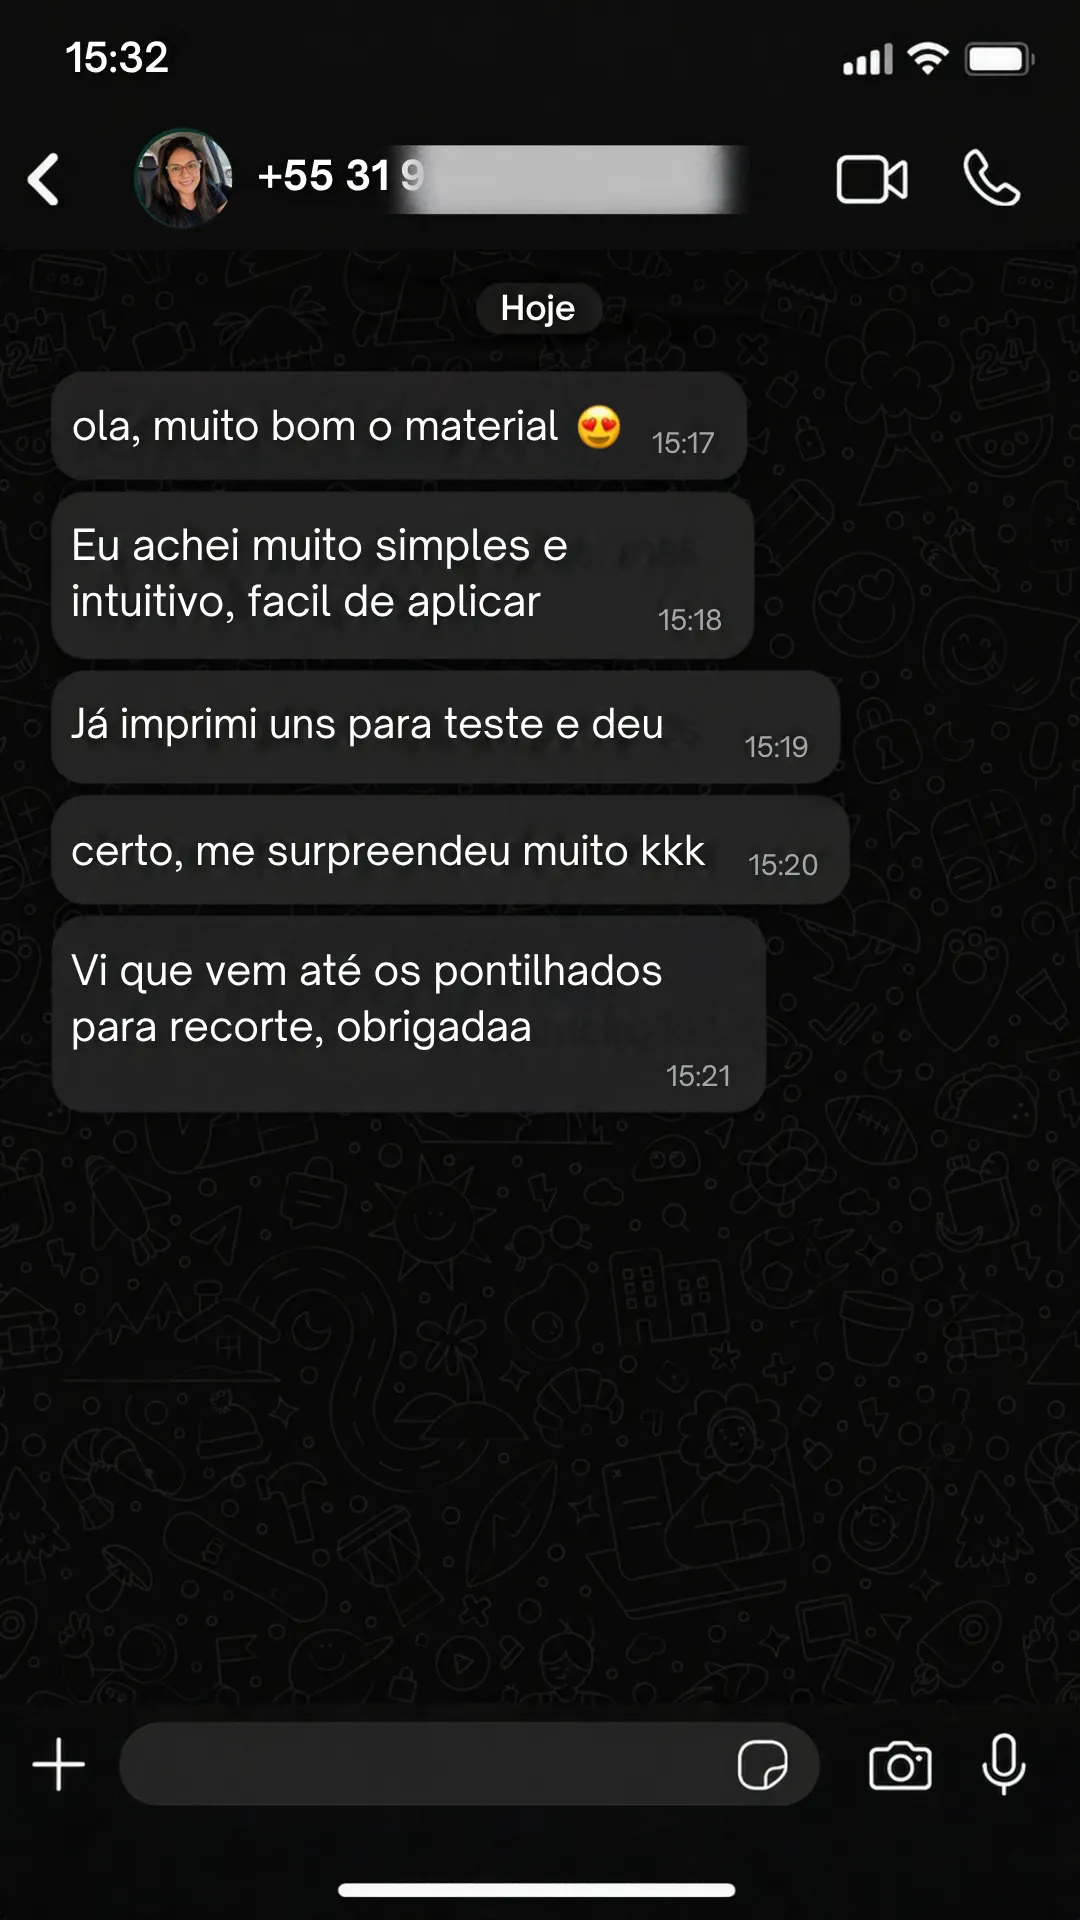 15:32
+55 31 9
Hoje
ola, muito bom o material 😍 15:17
Eu achei muito simples e
intuitivo, facil de aplicar
15:18
Já imprimi uns para teste e deu
15:19
certo, me surpreendeu muito kkk
15:20
Vi que vem até os pontilhados
para recorte, obrigadaa
15:21